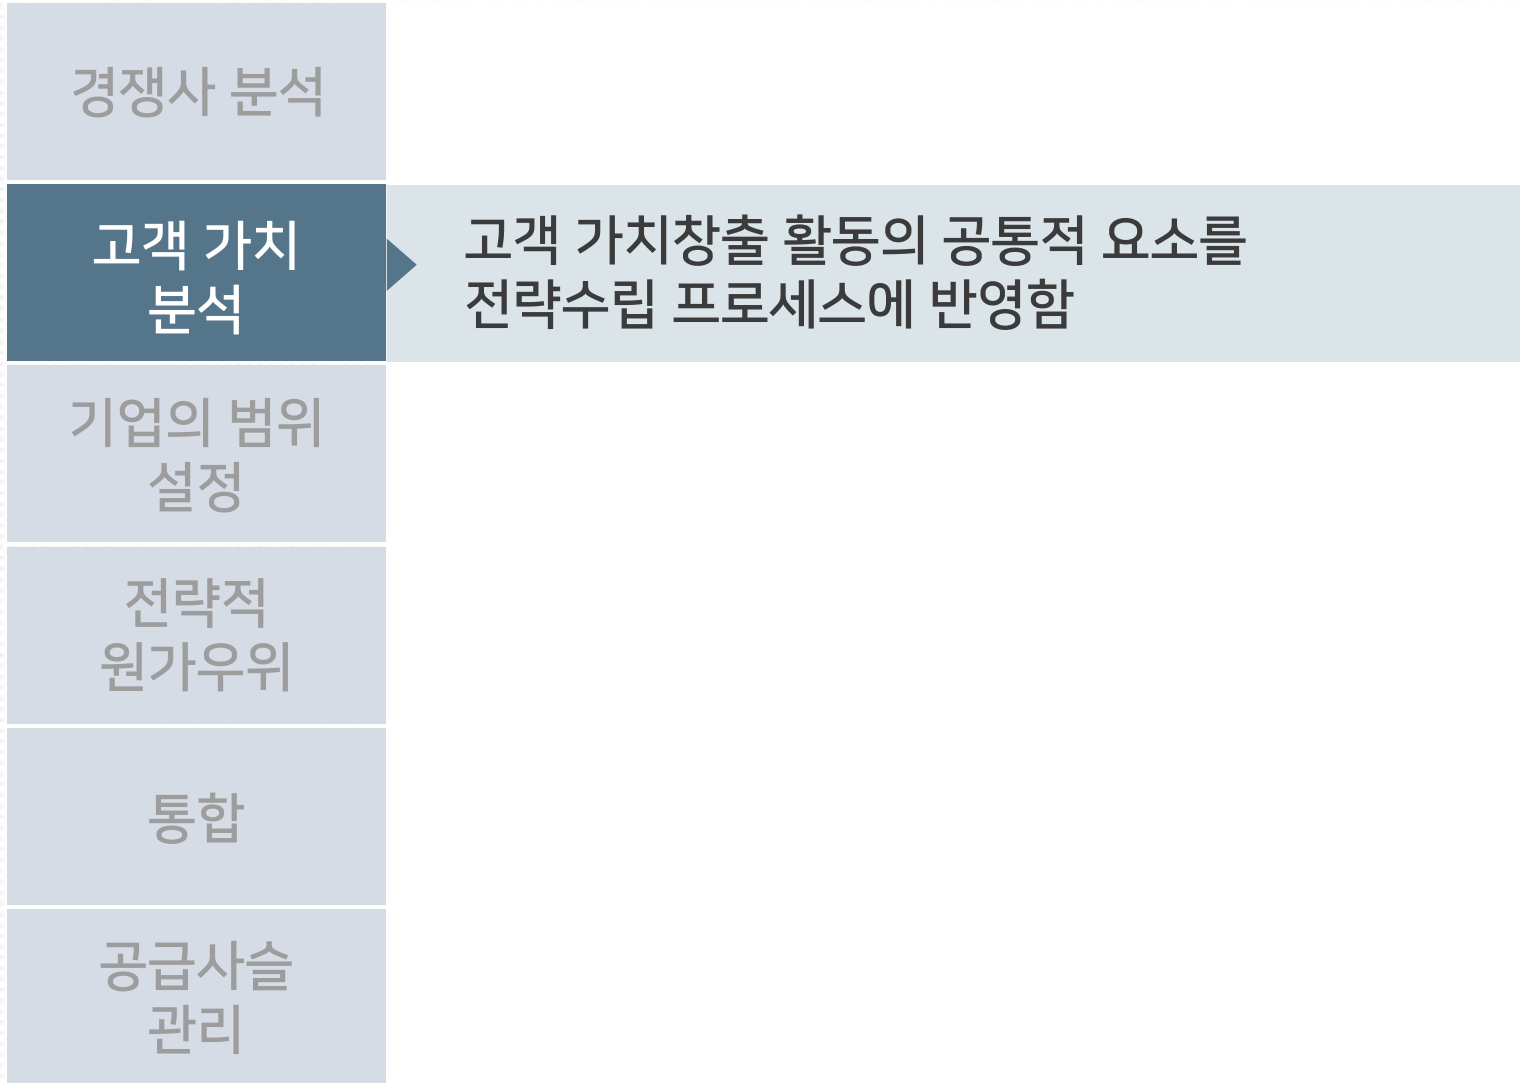 경쟁사 분석
고객 가치
분석
고객 가치창출 활동의 공통적 요소를
전략수립 프로세스에 반영함
기업의 범위
설정
전략적
원가우위
통합
공급사슬
관리